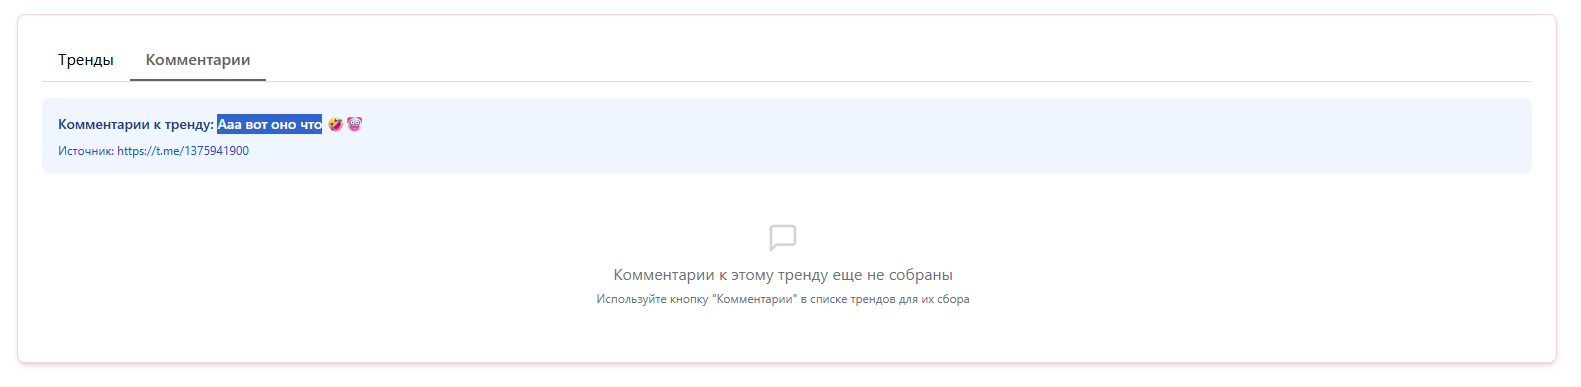 Тренды
Комментарии
Комментарии к тренду: Ааа вот оно что 🤣🤡
Источник: https://t.me/1375941900
Комментарии к этому тренду еще не собраны
Используйте кнопку "Комментарии" в списке трендов для их сбора